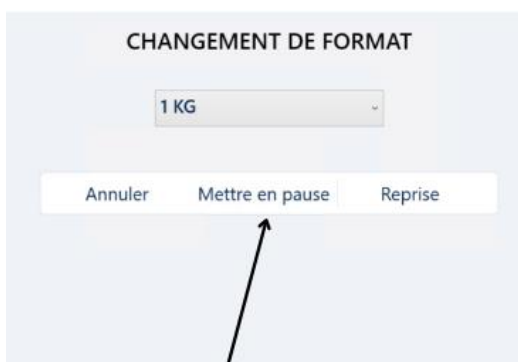 CHANGEMENT DE FORMAT
1 KG
Annuler Mettre en pause Reprise